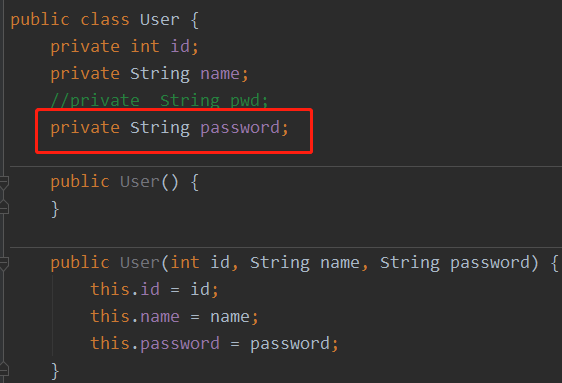 public class User {
    private int id;
    private String name;
    //private  String pwd;
    private String password;
    public User() {
    }
    public User(int id, String name, String password) {
        this.id = id;
        this.name = name;
        this.password = password;
    }